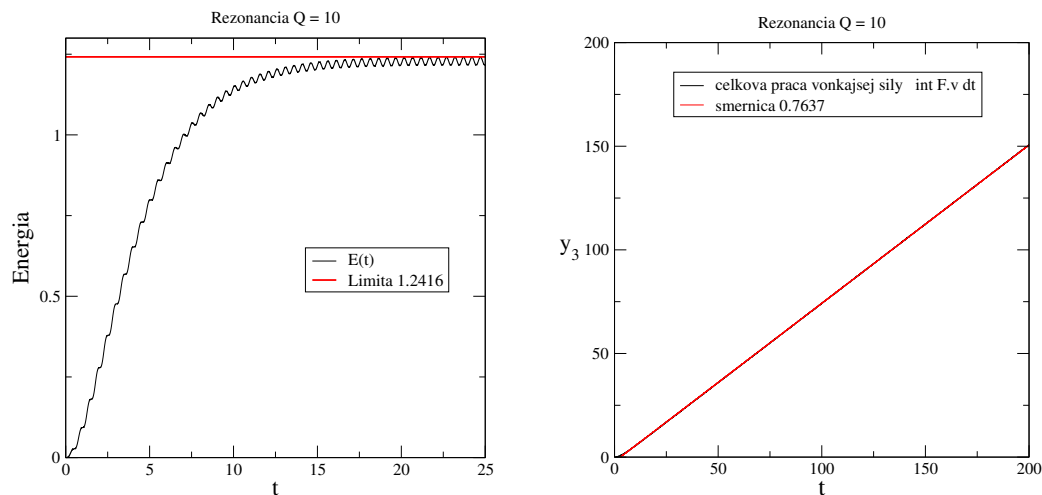 Rezonancia Q = 10
Energia
1
0.5
0
E(t)
Limita 1.2416
0 5 10 15 20 25
t
Rezonancia Q = 10
200
150
100
50
0
y_3
celkova praca vonkajsej sily int F.v dt
smernica 0.7637
0 50 100 150 200
t